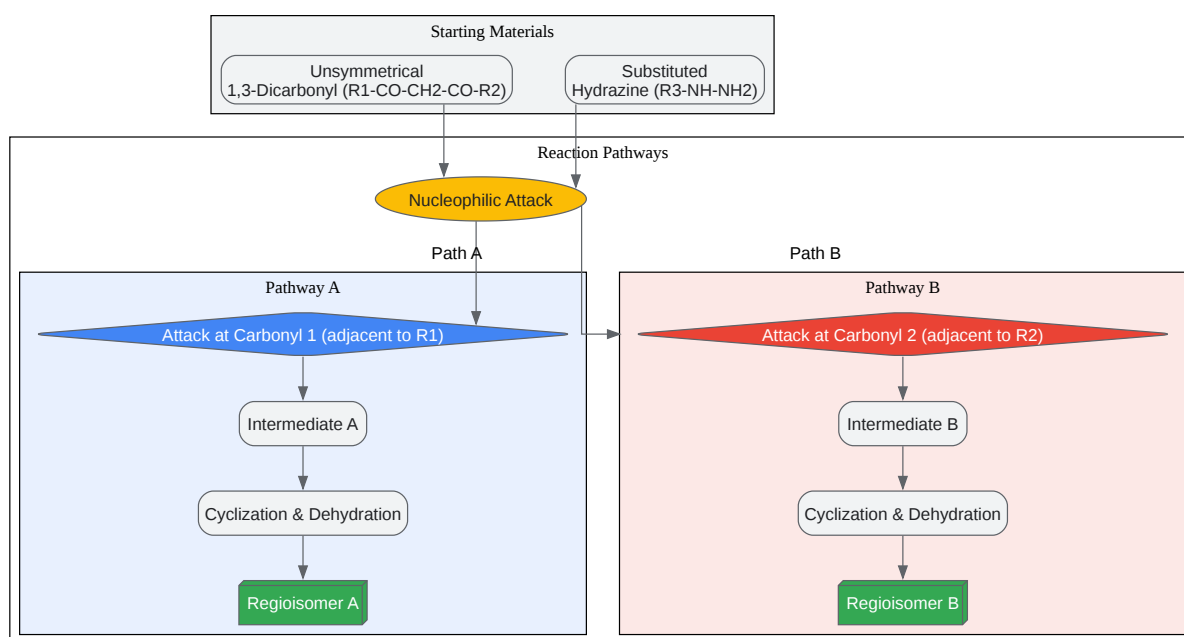 Starting Materials
Unsymmetrical
1,3-Dicarbonyl (R1-CO-CH2-CO-R2)
Substituted
Hydrazine (R3-NH-NH2)
Reaction Pathways
Nucleophilic Attack
Path A
Path B
Pathway A
Attack at Carbonyl 1 (adjacent to R1)
Intermediate A
Cyclization & Dehydration
Regioisomer A
Pathway B
Attack at Carbonyl 2 (adjacent to R2)
Intermediate B
Cyclization & Dehydration
Regioisomer B